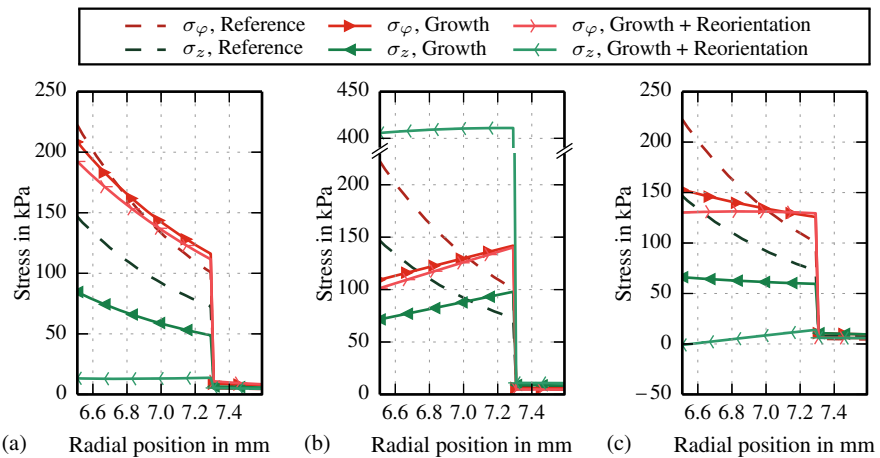 σφ, Reference σφ, Growth σφ, Growth + Reorientation
σz, Reference σz, Growth σz, Growth + Reorientation
250
200
150
100
50
0
Stress in kPa
6.6 6.8 7.0 7.2 7.4
(a) Radial position in mm
450
400
200
150
100
50
0
Stress in kPa
6.6 6.8 7.0 7.2 7.4
(b) Radial position in mm
250
200
150
100
50
0
−50
Stress in kPa
6.6 6.8 7.0 7.2 7.4
(c) Radial position in mm